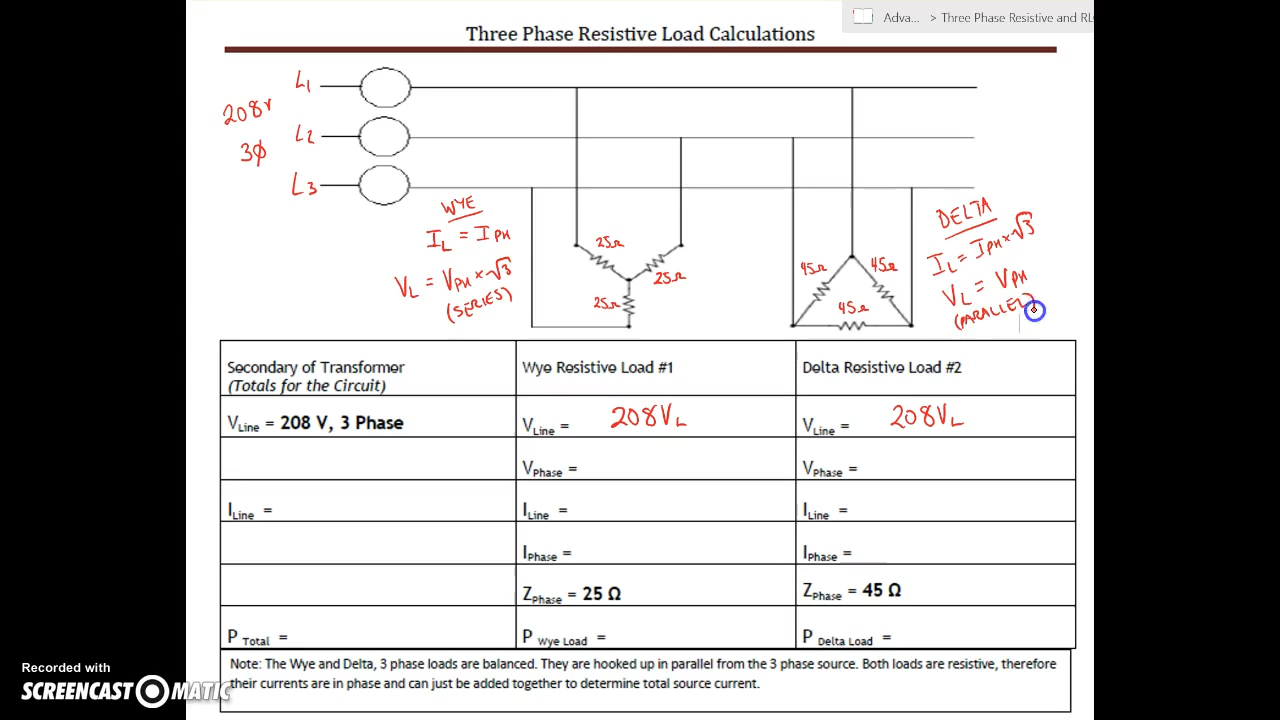 Adva... > Three Phase Resistive and RL
Three Phase Resistive Load Calculations
L1
208v
L2
3φ
L3
WYE
IL = IPH
VL = VPH × √3
(SERIES)
25Ω
25Ω
25Ω
DELTA
IL = IPH × √3
VL = VPH
(PARALLEL)
45Ω
45Ω
45Ω
Secondary of Transformer
(Totals for the Circuit)
Wye Resistive Load #1
Delta Resistive Load #2
VLine = 208 V, 3 Phase
VLine = 208VL
VLine = 208VL
VPhase =
VPhase =
ILine =
ILine =
ILine =
IPhase =
IPhase =
ZPhase = 25 Ω
ZPhase = 45 Ω
P Total =
P Wye Load =
P Delta Load =
Note: The Wye and Delta, 3 phase loads are balanced. They are hooked up in parallel from the 3 phase source. Both loads are resistive, therefore
their currents are in phase and can just be added together to determine total source current.
Recorded with
SCREENCAST MATIC